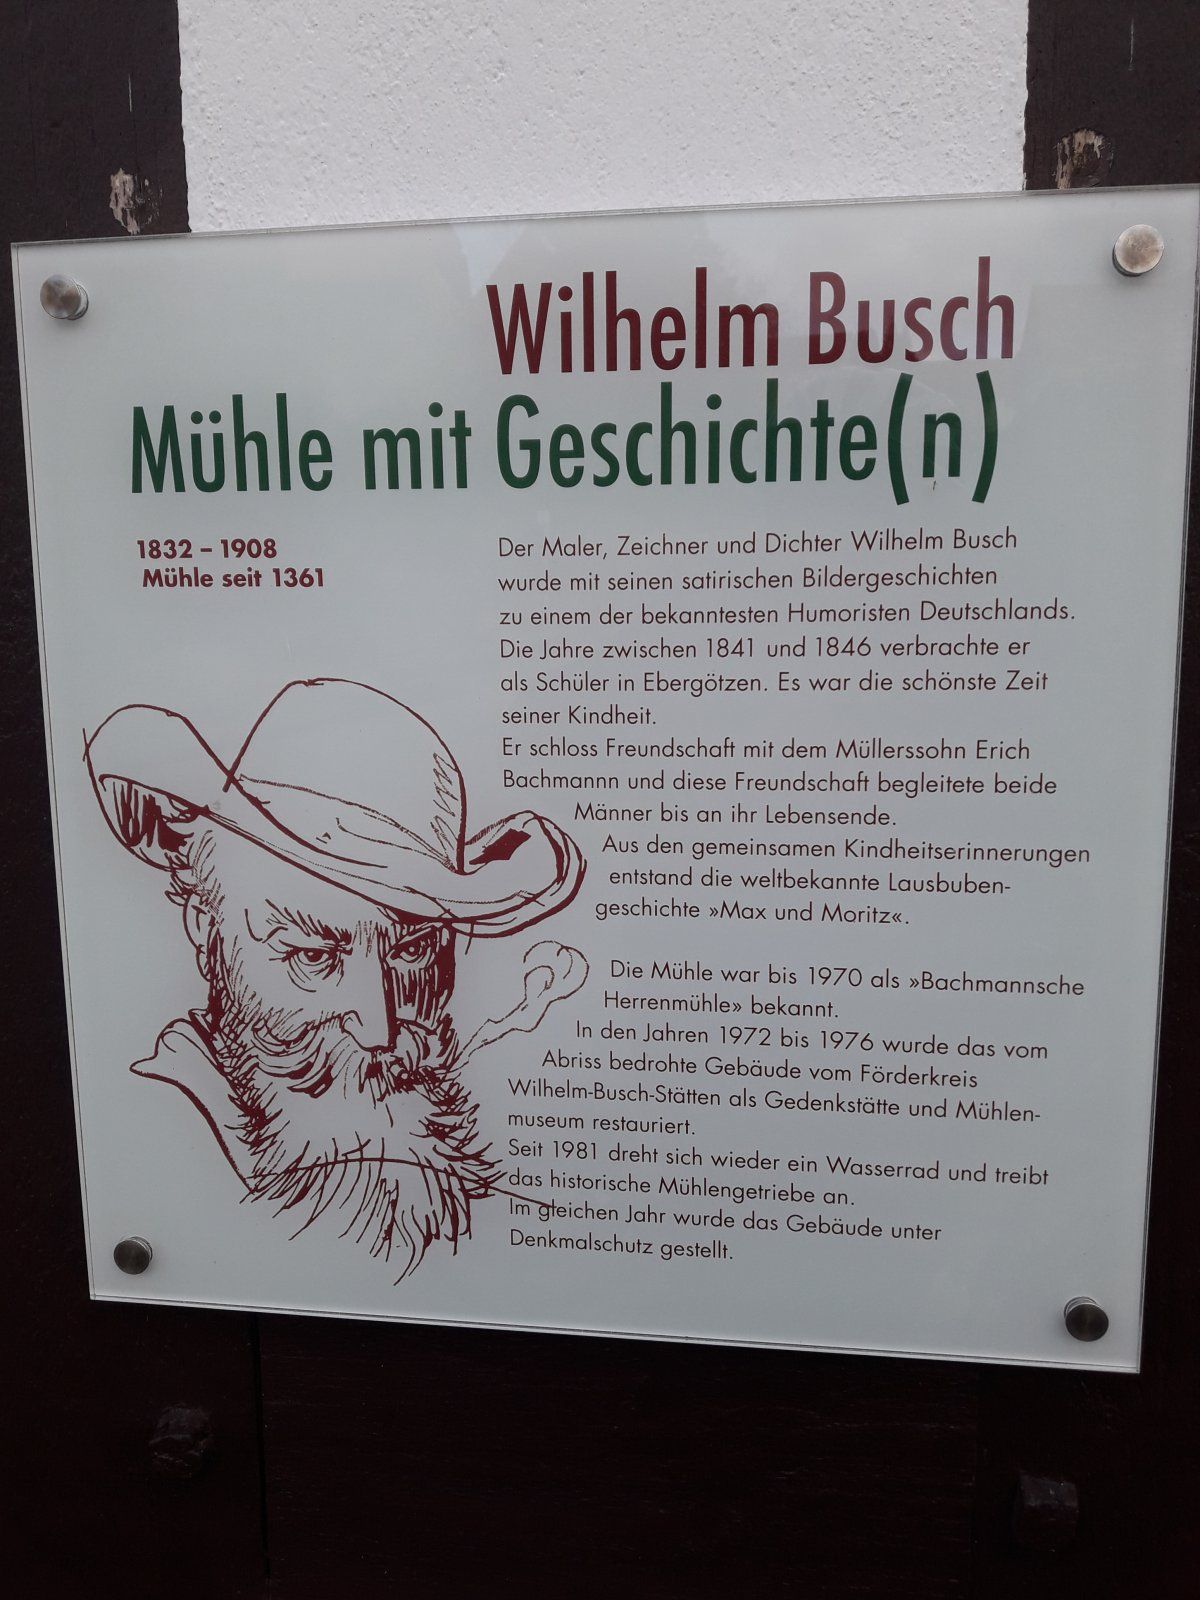 Wilhelm Busch
Mühle mit Geschichte(n)
1832 – 1908
Mühle seit 1361
Der Maler, Zeichner und Dichter Wilhelm Busch
wurde mit seinen satirischen Bildergeschichten
zu einem der bekanntesten Humoristen Deutschlands.
Die Jahre zwischen 1841 und 1846 verbrachte er
als Schüler in Ebergötzen. Es war die schönste Zeit
seiner Kindheit.
Er schloss Freundschaft mit dem Müllerssohn Erich
Bachmannn und diese Freundschaft begleitete beide
Männer bis an ihr Lebensende.
Aus den gemeinsamen Kindheitserinnerungen
entstand die weltbekannte Lausbuben-
geschichte »Max und Moritz«.
Die Mühle war bis 1970 als »Bachmannsche
Herrenmühle» bekannt.
In den Jahren 1972 bis 1976 wurde das vom
Abriss bedrohte Gebäude vom Förderkreis
Wilhelm-Busch-Stätten als Gedenkstätte und Mühlen-
museum restauriert.
Seit 1981 dreht sich wieder ein Wasserrad und treibt
das historische Mühlengetriebe an.
Im gleichen Jahr wurde das Gebäude unter
Denkmalschutz gestellt.